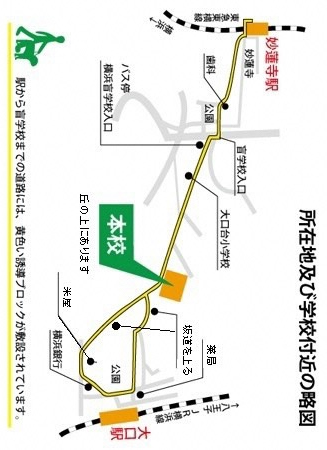 所在地及び学校付近の略図
妙蓮寺駅
東急東横線
横浜
妙蓮寺
歯科
公園
盲学校入口
バス停
横浜盲学校入口
大口台小学校
本校
丘の上にあります
坂道を上る
薬局
米屋
公園
横浜銀行
大口駅
八王子
JR横浜線
駅から盲学校までの道路には、黄色い誘導ブロックが敷設されています。